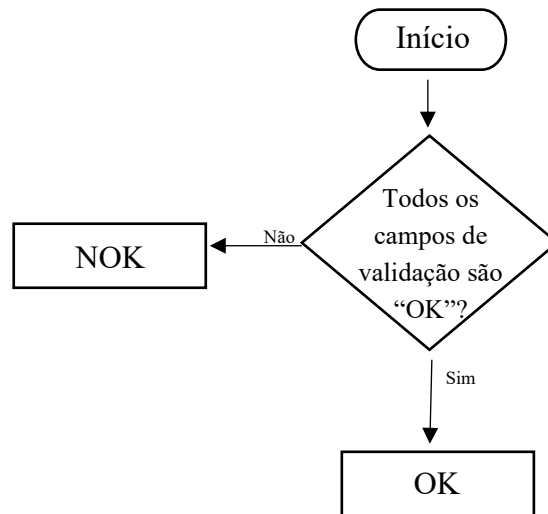 Início
Todos os
campos de
validação são
“OK”?
Não
NOK
Sim
OK